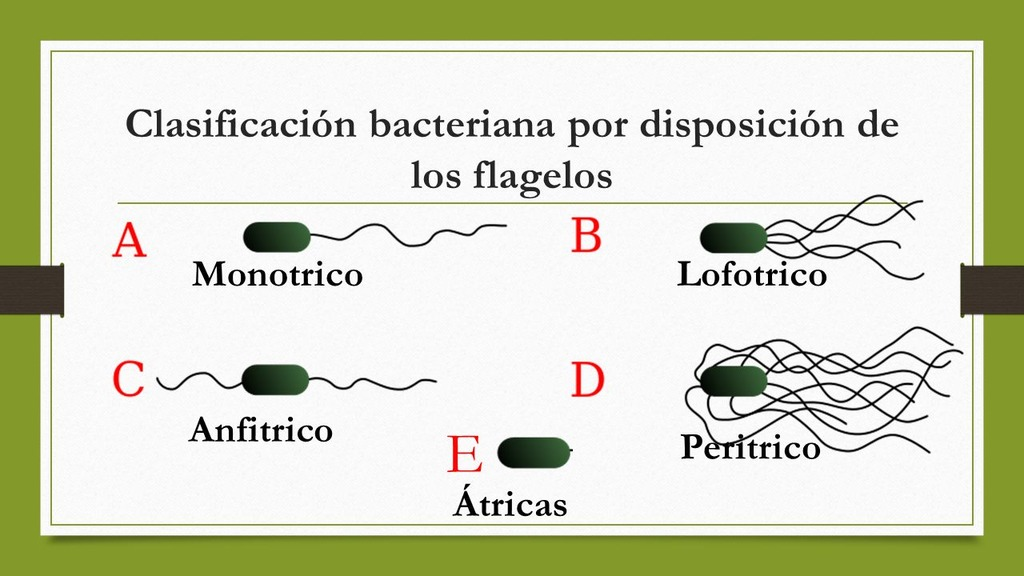 Clasificación bacteriana por disposición de
los flagelos
A
Monotrico
B
Lofotrico
C
Anfitrico
D
Peritrico
E
Átricas